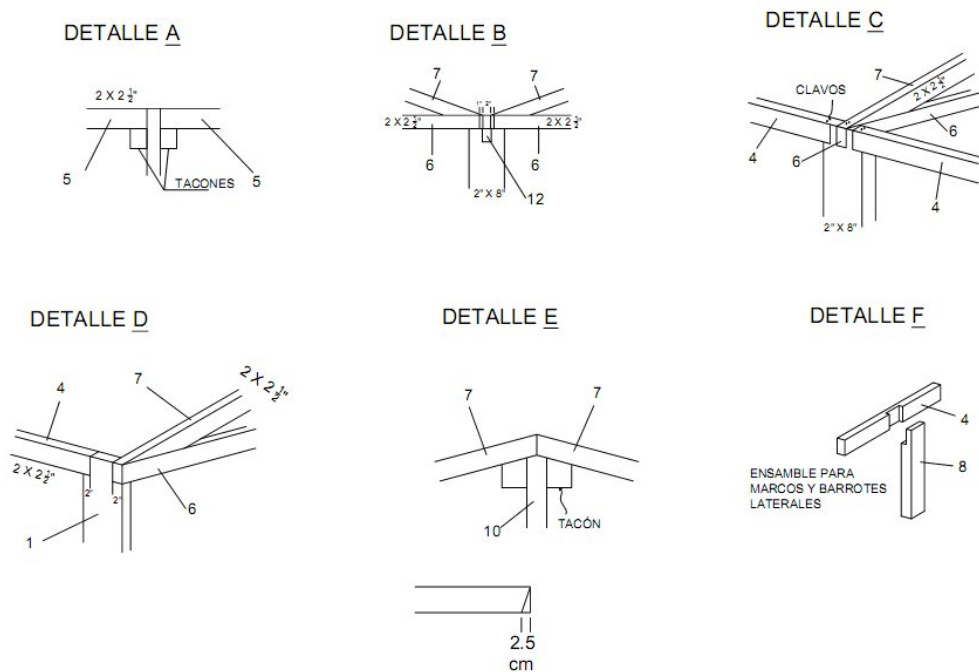 DETALLE A
2 X 2 ½"
5
5
TACONES
DETALLE B
7
7
1" 2"
2 X 2 ½"
2 X 2 ½"
6
6
2" X 8"
12
DETALLE C
CLAVOS
7
2 X 2 ½"
4
6
6
4
2" X 8"
DETALLE D
4
7
2 X 2 ½"
2 X 2 ½"
2"
2"
6
1
DETALLE E
7
7
10
TACÓN
2.5
cm
DETALLE F
4
ENSAMBLE PARA
MARCOS Y BARROTES
LATERALES
8